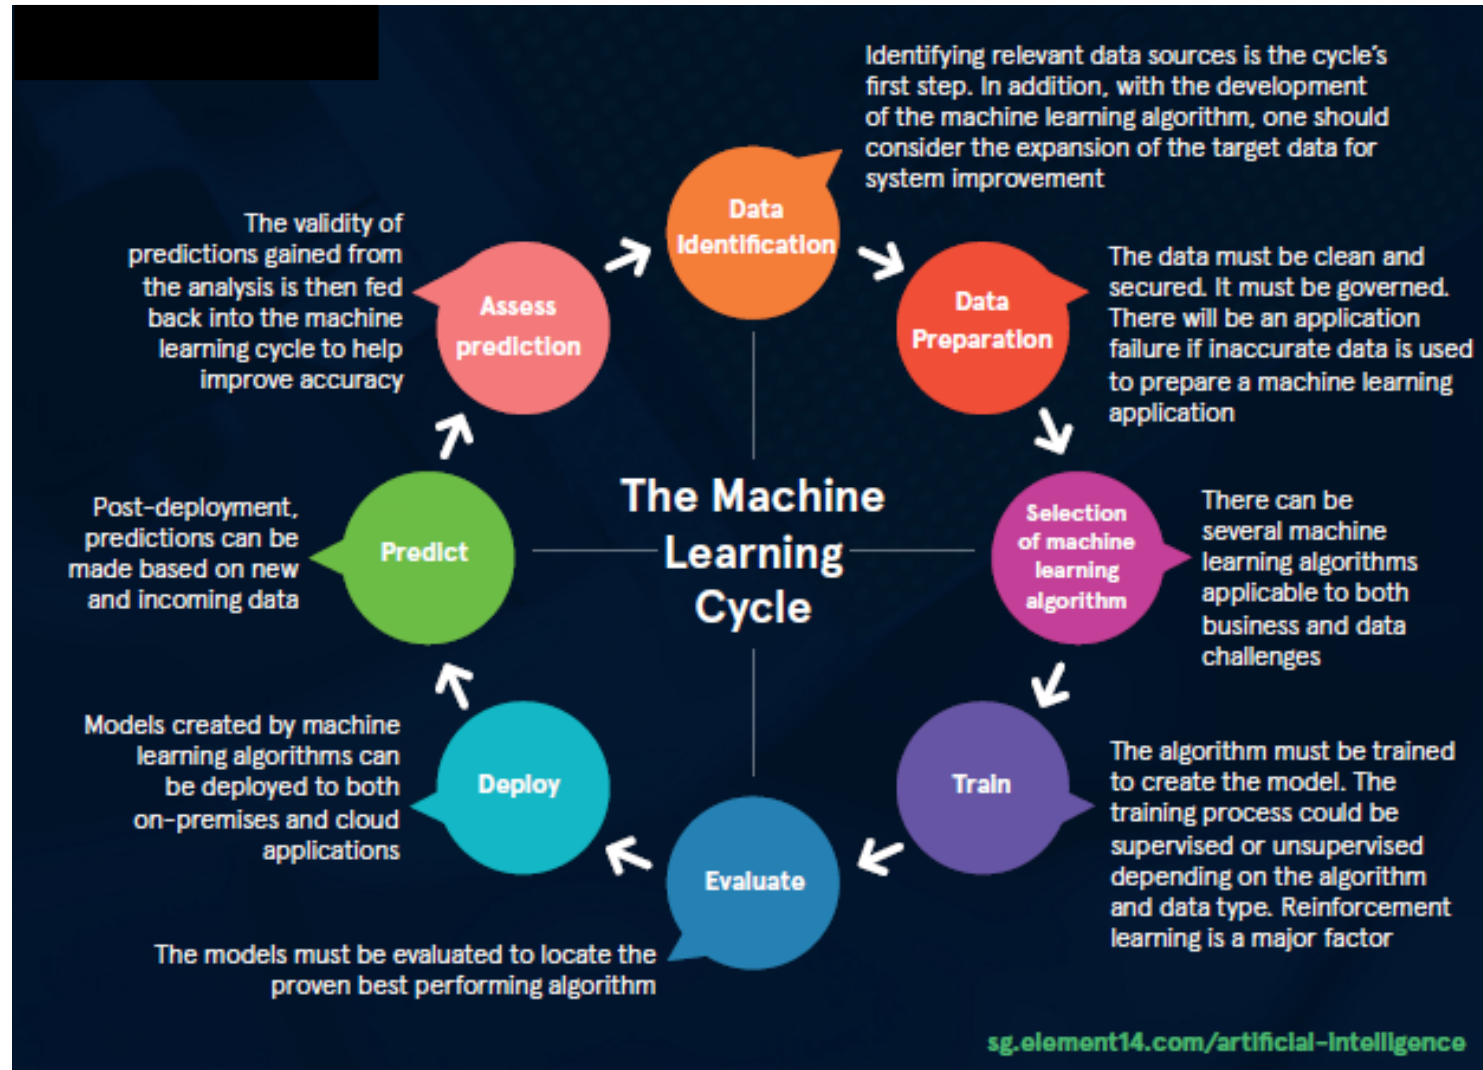 Identifying relevant data sources is the cycle's
first step. In addition, with the development
of the machine learning algorithm, one should
consider the expansion of the target data for
system improvement
Data
Identification
The data must be clean and
secured. It must be governed.
There will be an application
failure if inaccurate data is used
to prepare a machine learning
application
Data
Preparation
There can be
several machine
learning algorithms
applicable to both
business and data
challenges
Selection
of machine
learning
algorithm
The algorithm must be trained
to create the model. The
training process could be
supervised or unsupervised
depending on the algorithm
and data type. Reinforcement
learning is a major factor
Train
Evaluate
The models must be evaluated to locate the
proven best performing algorithm
Deploy
Models created by machine
learning algorithms can
be deployed to both
on-premises and cloud
applications
Predict
Post-deployment,
predictions can be
made based on new
and incoming data
Assess
prediction
The validity of
predictions gained from
the analysis is then fed
back into the machine
learning cycle to help
improve accuracy
The Machine
Learning
Cycle
sg.element14.com/artificial-intelligence